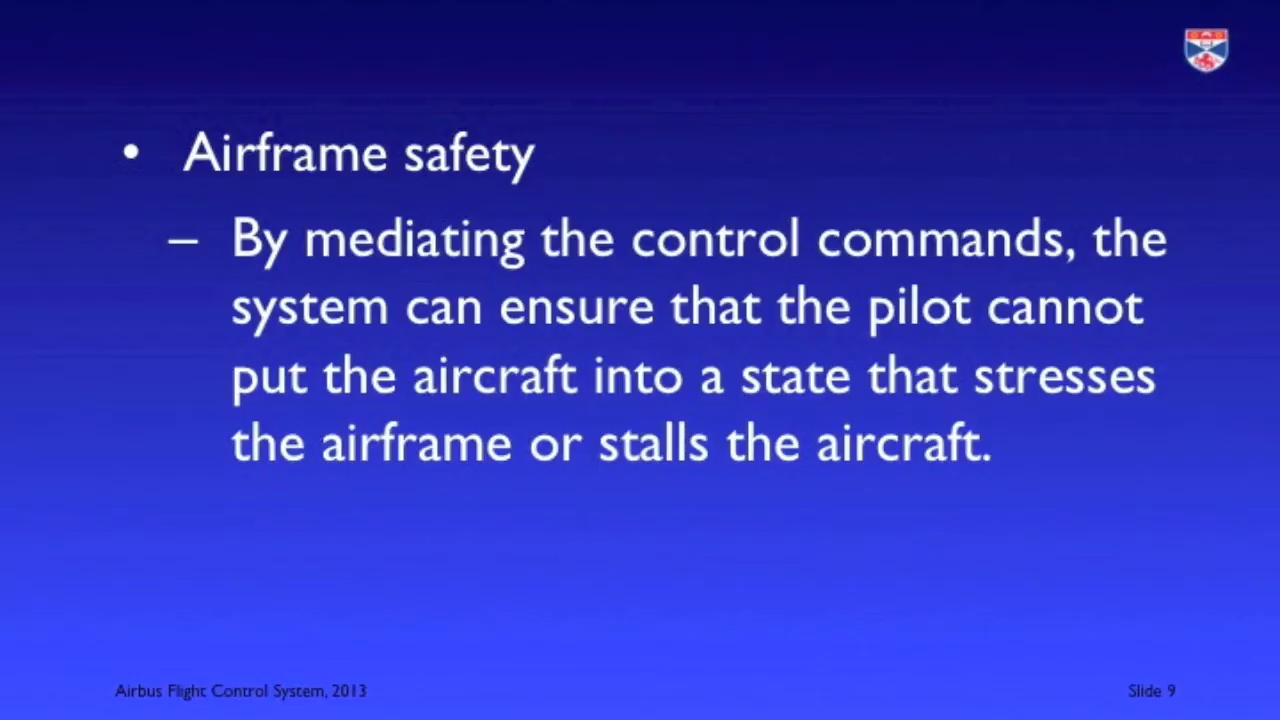 • Airframe safety
– By mediating the control commands, the
system can ensure that the pilot cannot
put the aircraft into a state that stresses
the airframe or stalls the aircraft.
Airbus Flight Control System, 2013
Slide 9